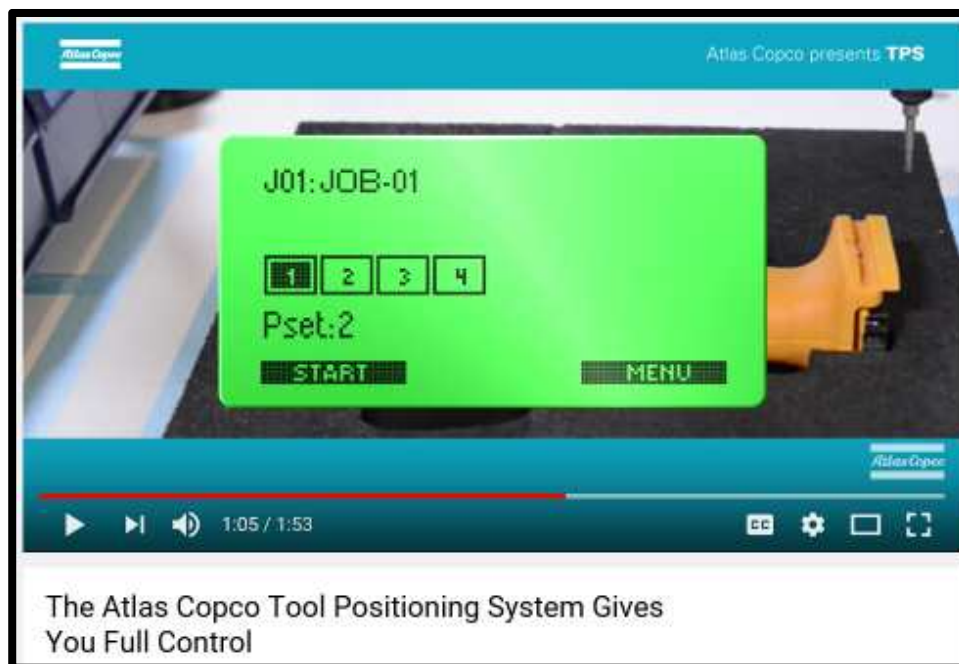 Atlas Copco
Atlas Copco presents TPS
J01:JOB-01
1 2 3 4
Pset:2
START MENU
Atlas Copco
1:05 / 1:53
CC
The Atlas Copco Tool Positioning System Gives
You Full Control